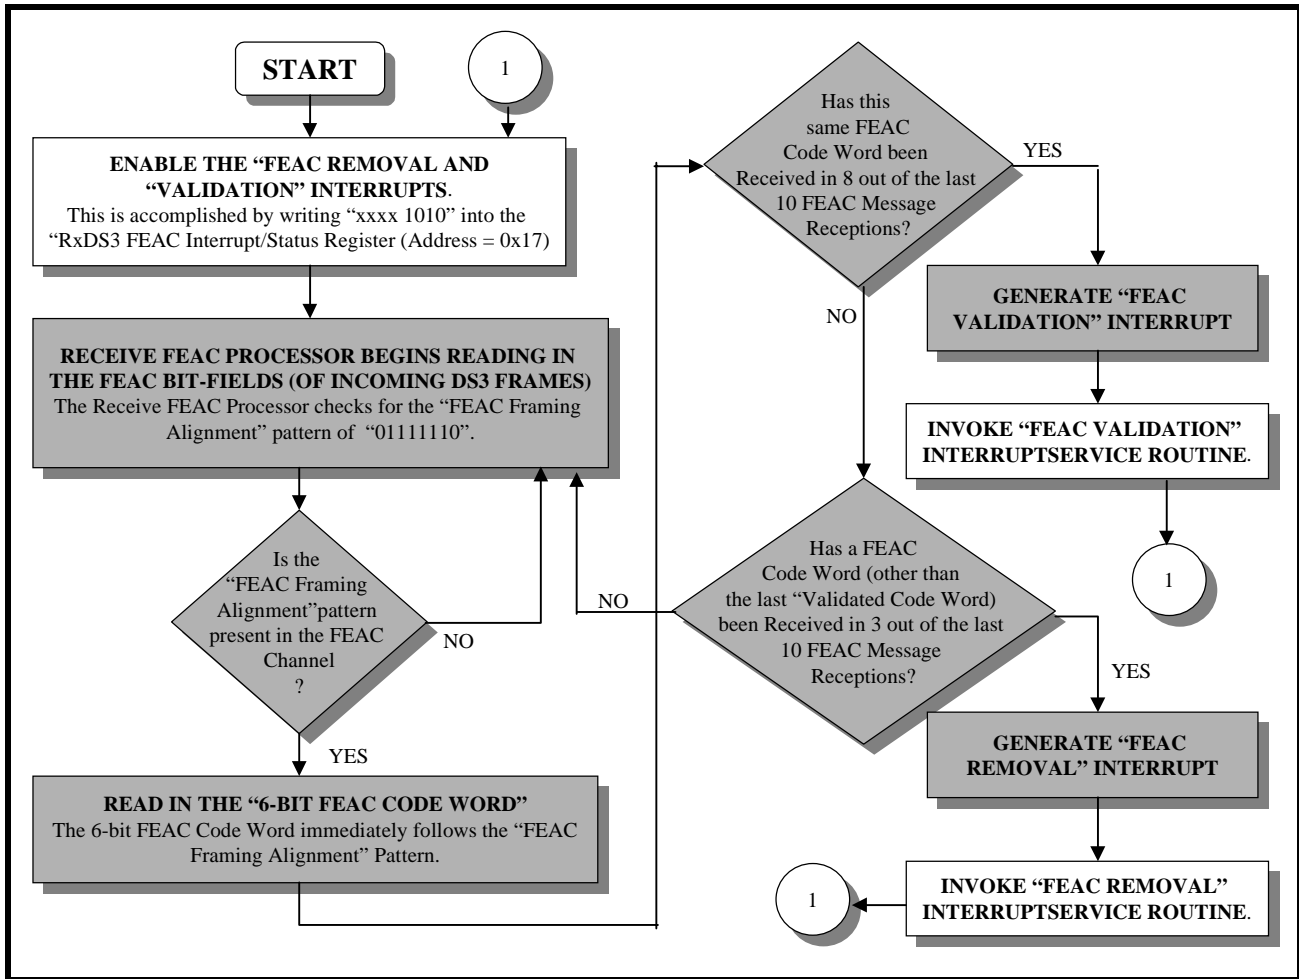 START
1
ENABLE THE “FEAC REMOVAL AND
“VALIDATION” INTERRUPTS.
This is accomplished by writing “xxxx 1010” into the
“RxDS3 FEAC Interrupt/Status Register (Address = 0x17)
RECEIVE FEAC PROCESSOR BEGINS READING IN
THE FEAC BIT-FIELDS (OF INCOMING DS3 FRAMES)
The Receive FEAC Processor checks for the “FEAC Framing
Alignment” pattern of “01111110”.
Is the
“FEAC Framing
Alignment”pattern
present in the FEAC
Channel
?
NO
YES
READ IN THE “6-BIT FEAC CODE WORD”
The 6-bit FEAC Code Word immediately follows the “FEAC
Framing Alignment” Pattern.
Has this
same FEAC
Code Word been
Received in 8 out of the last
10 FEAC Message
Receptions?
YES
NO
GENERATE “FEAC
VALIDATION” INTERRUPT
INVOKE “FEAC VALIDATION”
INTERRUPTSERVICE ROUTINE.
1
Has a FEAC
Code Word (other than
the last “Validated Code Word)
been Received in 3 out of the last
10 FEAC Message
Receptions?
NO
YES
GENERATE “FEAC
REMOVAL” INTERRUPT
INVOKE “FEAC REMOVAL”
INTERRUPTSERVICE ROUTINE.
1